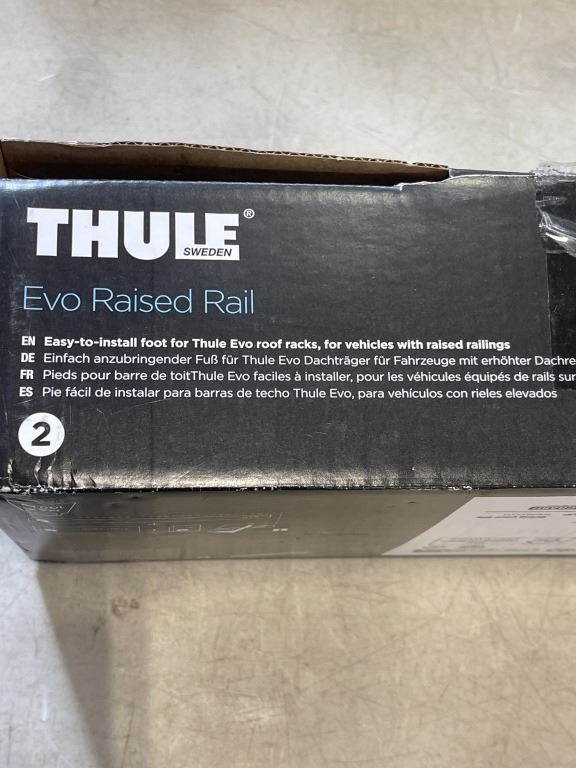 THULE®
SWEDEN
Evo Raised Rail
EN Easy-to-install foot for Thule Evo roof racks, for vehicles with raised railings
DE Einfach anzubringender Fuß für Thule Evo Dachträger für Fahrzeuge mit erhöhter Dachre
FR Pieds pour barre de toitThule Evo faciles à installer, pour les véhicules équipés de rails sur
ES Pie fácil de instalar para barras de techo Thule Evo, para vehículos con rieles elevados
2